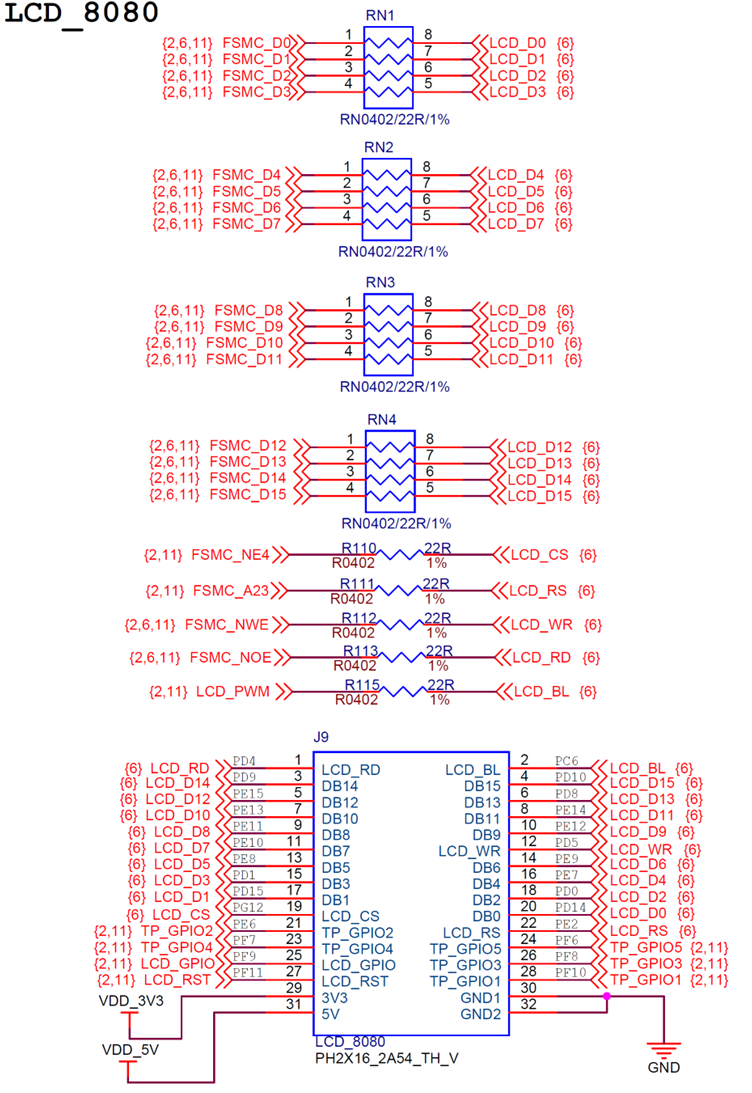 LCD_8080
RN1
{2,6,11} FSMC_D0 1 8 LCD_D0 {6}
{2,6,11} FSMC_D1 2 7 LCD_D1 {6}
{2,6,11} FSMC_D2 3 6 LCD_D2 {6}
{2,6,11} FSMC_D3 4 5 LCD_D3 {6}
RN0402/22R/1%
RN2
{2,6,11} FSMC_D4 1 8 LCD_D4 {6}
{2,6,11} FSMC_D5 2 7 LCD_D5 {6}
{2,6,11} FSMC_D6 3 6 LCD_D6 {6}
{2,6,11} FSMC_D7 4 5 LCD_D7 {6}
RN0402/22R/1%
RN3
{2,6,11} FSMC_D8 1 8 LCD_D8 {6}
{2,6,11} FSMC_D9 2 7 LCD_D9 {6}
{2,6,11} FSMC_D10 3 6 LCD_D10 {6}
{2,6,11} FSMC_D11 4 5 LCD_D11 {6}
RN0402/22R/1%
RN4
{2,6,11} FSMC_D12 1 8 LCD_D12 {6}
{2,6,11} FSMC_D13 2 7 LCD_D13 {6}
{2,6,11} FSMC_D14 3 6 LCD_D14 {6}
{2,6,11} FSMC_D15 4 5 LCD_D15 {6}
RN0402/22R/1%
{2,11} FSMC_NE4 R110 22R LCD_CS {6}
R0402 1%
{2,11} FSMC_A23 R111 22R LCD_RS {6}
R0402 1%
{2,6,11} FSMC_NWE R112 22R LCD_WR {6}
R0402 1%
{2,6,11} FSMC_NOE R113 22R LCD_RD {6}
R0402 1%
{2,11} LCD_PWM R115 22R LCD_BL {6}
R0402 1%
J9
{6} LCD_RD PD4 1 LCD_RD LCD_BL 2 PC6 LCD_BL {6}
{6} LCD_D14 PD9 3 DB14 DB15 4 PD10 LCD_D15 {6}
{6} LCD_D12 PE15 5 DB12 DB13 6 PD8 LCD_D13 {6}
{6} LCD_D10 PE13 7 DB10 DB11 8 PE14 LCD_D11 {6}
{6} LCD_D8 PE11 9 DB8 DB9 10 PE12 LCD_D9 {6}
{6} LCD_D7 PE10 11 DB7 LCD_WR 12 PD5 LCD_WR {6}
{6} LCD_D5 PE8 13 DB5 DB6 14 PE9 LCD_D6 {6}
{6} LCD_D3 PD1 15 DB3 DB4 16 PE7 LCD_D4 {6}
{6} LCD_D1 PD15 17 DB1 DB2 18 PD0 LCD_D2 {6}
{6} LCD_CS PG12 19 LCD_CS DB0 20 PD14 LCD_D0 {6}
{2,11} TP_GPIO2 PE6 21 TP_GPIO2 LCD_RS 22 PE2 LCD_RS {6}
{2,11} TP_GPIO4 PF7 23 TP_GPIO4 TP_GPIO5 24 PF6 TP_GPIO5 {2,11}
{2,11} LCD_GPIO PF9 25 LCD_GPIO TP_GPIO3 26 PF8 TP_GPIO3 {2,11}
{2,11} LCD_RST PF11 27 LCD_RST TP_GPIO1 28 PF10 TP_GPIO1 {2,11}
VDD_3V3 29 3V3 GND1 30
31 5V GND2 32
LCD_8080
VDD_5V PH2X16_2A54_TH_V
GND